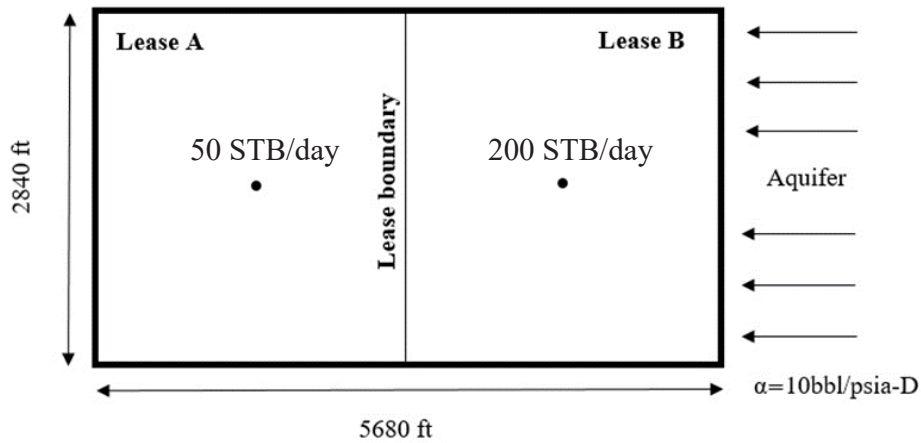 Lease A
Lease B
50 STB/day
200 STB/day
Lease boundary
2840 ft
Aquifer
α=10bbl/psia-D
5680 ft